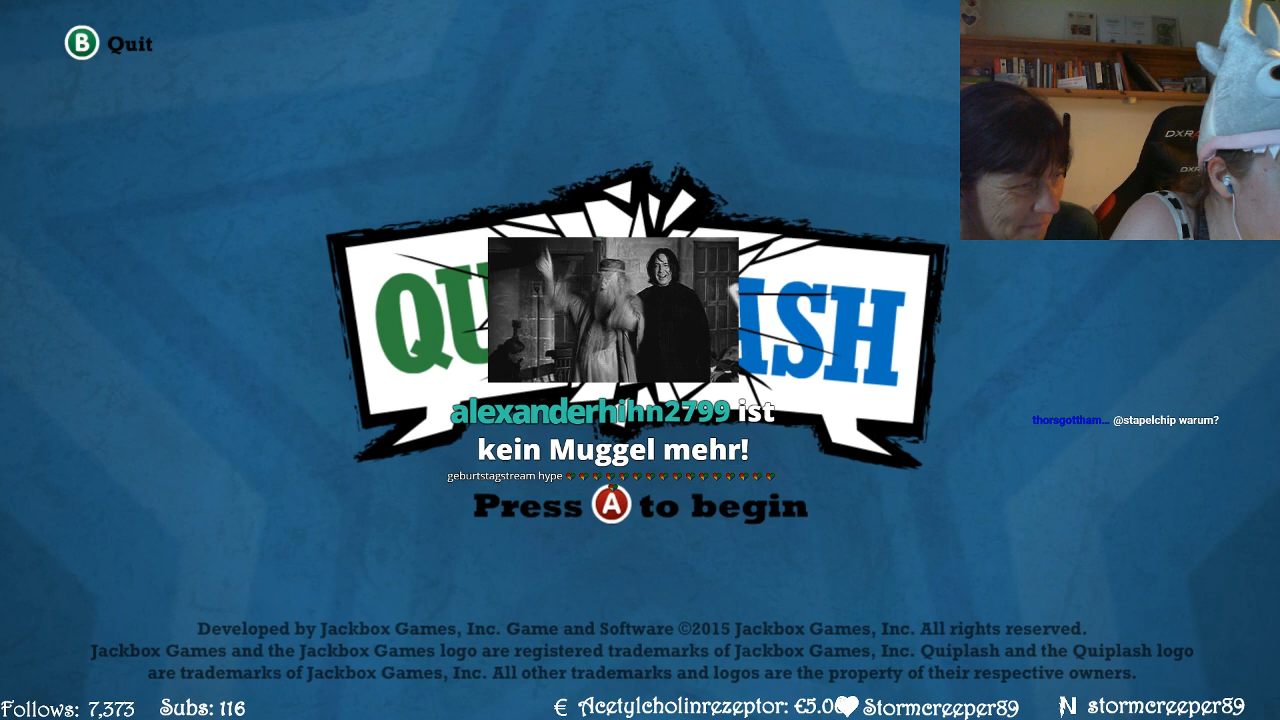 B Quit
DXRA
DXR
QU ASH
alexanderhihn2799 ist
kein Muggel mehr!
geburtstagstream hype
thorsgottham... @stapelchip warum?
Press A to begin
Developed by Jackbox Games, Inc. Game and Software ©2015 Jackbox Games, Inc. All rights reserved.
Jackbox Games and the Jackbox Games logo are registered trademarks of Jackbox Games, Inc. Quiplash and the Quiplash logo
are trademarks of Jackbox Games, Inc. All other trademarks and logos are the property of their respective owners.
Follows: 7,373 Subs: 116 € Acetylcholinrezeptor: €5.0 Stormcreeper89 N stormcreeper89